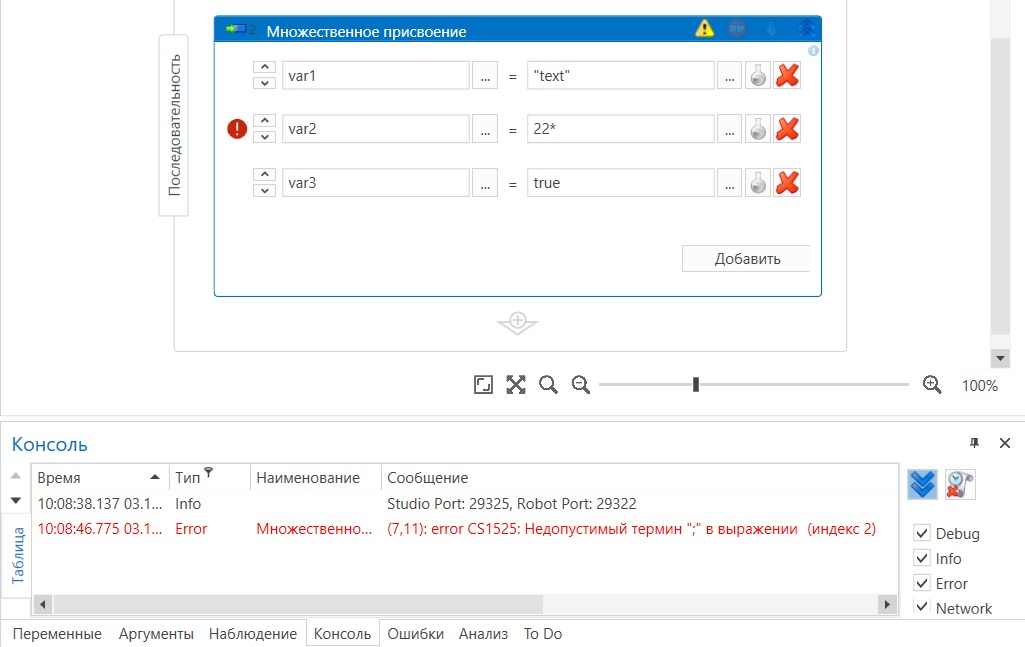 2 Множественное присвоение
Последовательность
var1 ... = "text" ...
var2 ... = 22* ...
var3 ... = true ...
Добавить
100%
Консоль
Время Тип Наименование Сообщение
10:08:38.137 03.1... Info Studio Port: 29325, Robot Port: 29322
10:08:46.775 03.1... Error Множественно... (7,11): error CS1525: Недопустимый термин ";" в выражении (индекс 2)
Таблица
Debug
Info
Error
Network
Переменные Аргументы Наблюдение Консоль Ошибки Анализ To Do